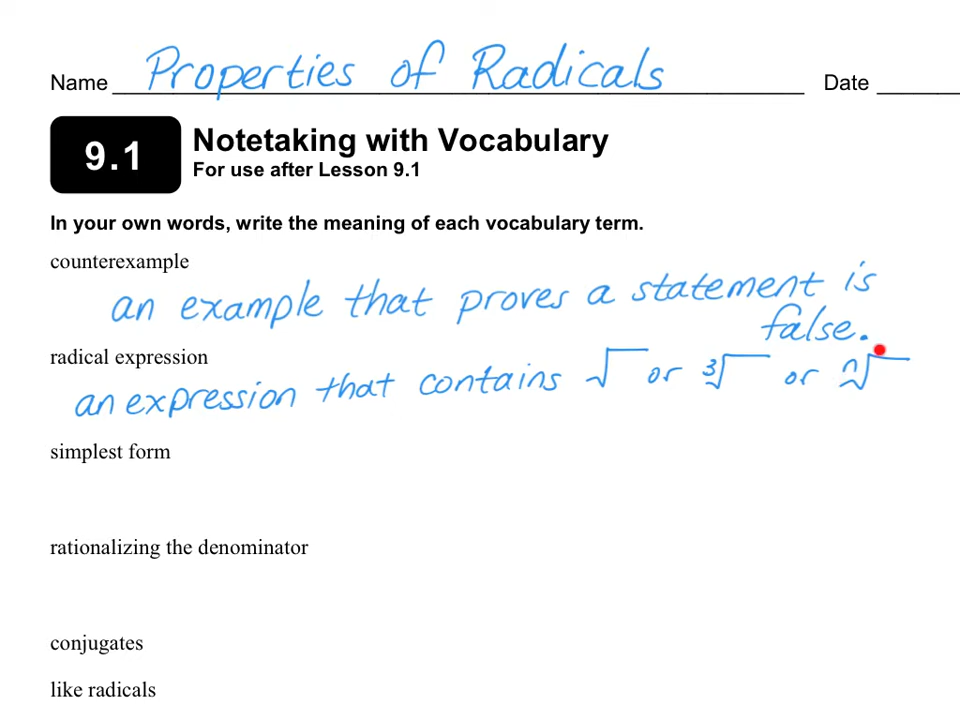 Name Properties of Radicals Date
9.1 Notetaking with Vocabulary
For use after Lesson 9.1
In your own words, write the meaning of each vocabulary term.
counterexample
an example that proves a statement is
false.
radical expression
an expression that contains √ or ∛ or ⁿ√
simplest form
rationalizing the denominator
conjugates
like radicals